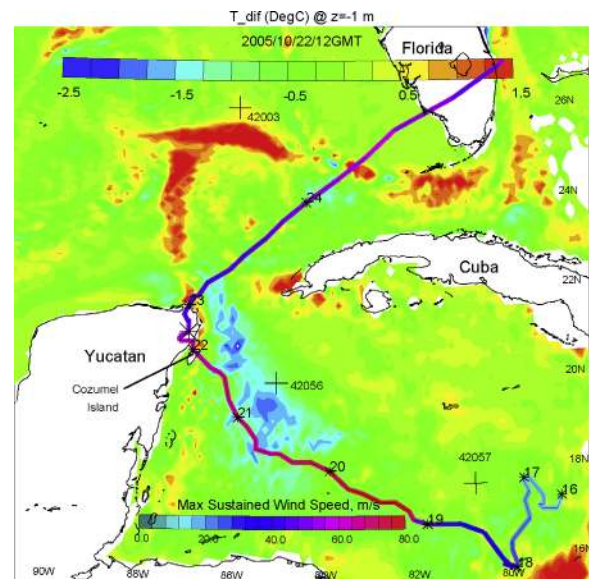 T_dif (DegC) @ z=-1 m
2005/10/22/12GMT
Florida
-2.5 -1.5 -0.5 0.5 1.5
26N
42003
24N
24
Cuba
22N
23
Yucatan
22
20N
Cozumel
Island
42056
21
18N
42057
17
20
16
Max Sustained Wind Speed, m/s
0.0 20.0 40.0 60.0 80.0
19
18
16N
90W 88W 86W 84W 82W 80W